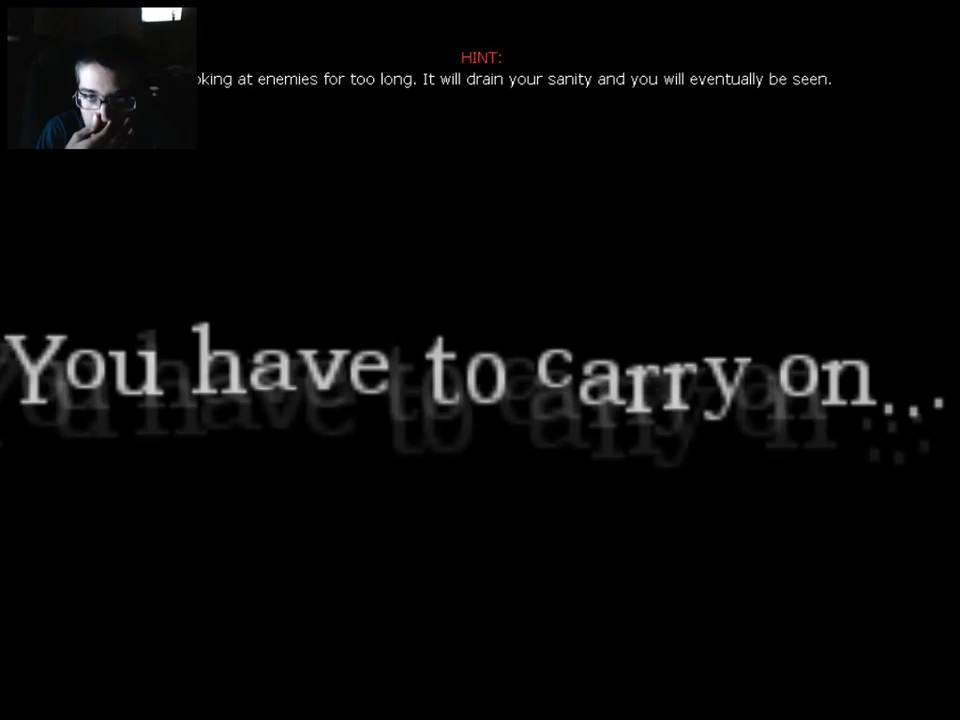 HINT:
oking at enemies for too long. It will drain your sanity and you will eventually be seen.
You have to carry on...